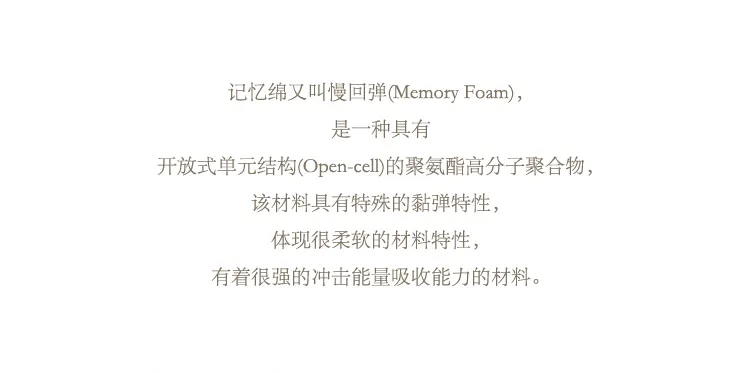 记忆绵又叫慢回弹(Memory Foam)，
是一种具有
开放式单元结构(Open-cell)的聚氨酯高分子聚合物，
该材料具有特殊的黏弹特性，
体现很柔软的材料特性，
有着很强的冲击能量吸收能力的材料。